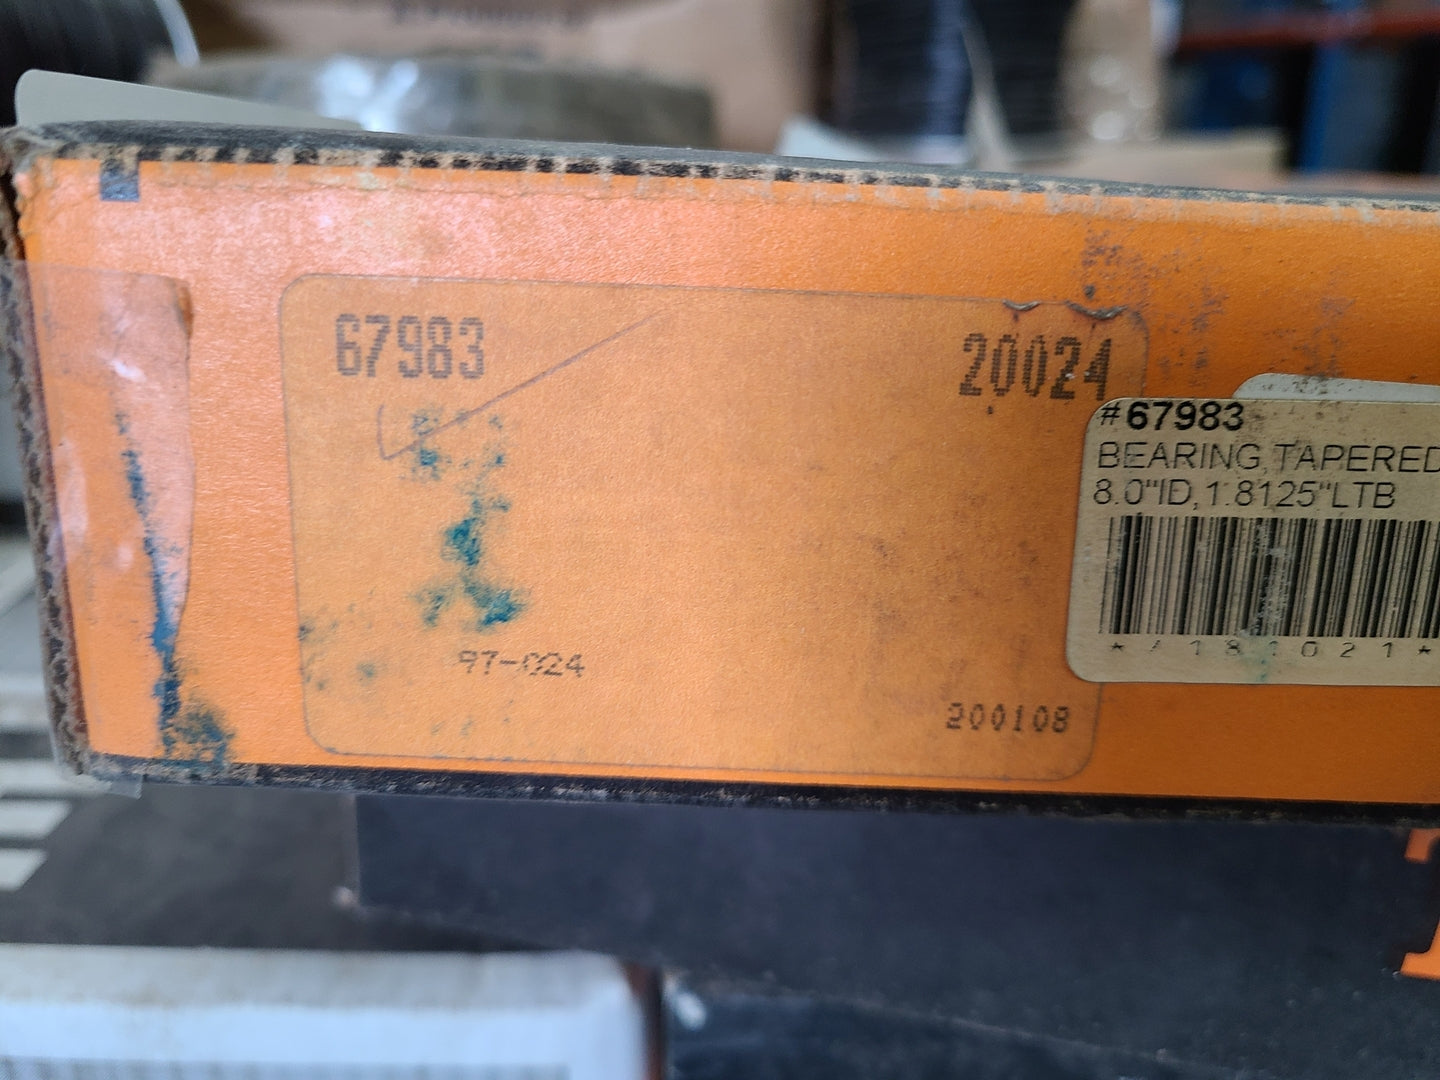 67983
20024
#67983
BEARING,TAPERED
8.0"ID,1.8125"LTB
97-024
200108